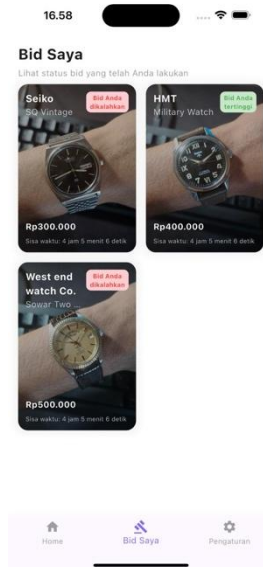 16.58
Bid Saya
Lihat status bid yang telah Anda lakukan
Seiko
SQ Vintage
Bid Anda
dikalahkan
Rp300.000
Sisa waktu: 4 jam 5 menit 6 detik
HMT
Military Watch
Bid Anda
tertinggi
Rp400.000
Sisa waktu: 4 jam 5 menit 6 detik
West end
watch Co.
Sowar Two ...
Bid Anda
dikalahkan
Rp500.000
Sisa waktu: 4 jam 5 menit 6 detik
Home
Bid Saya
Pengaturan